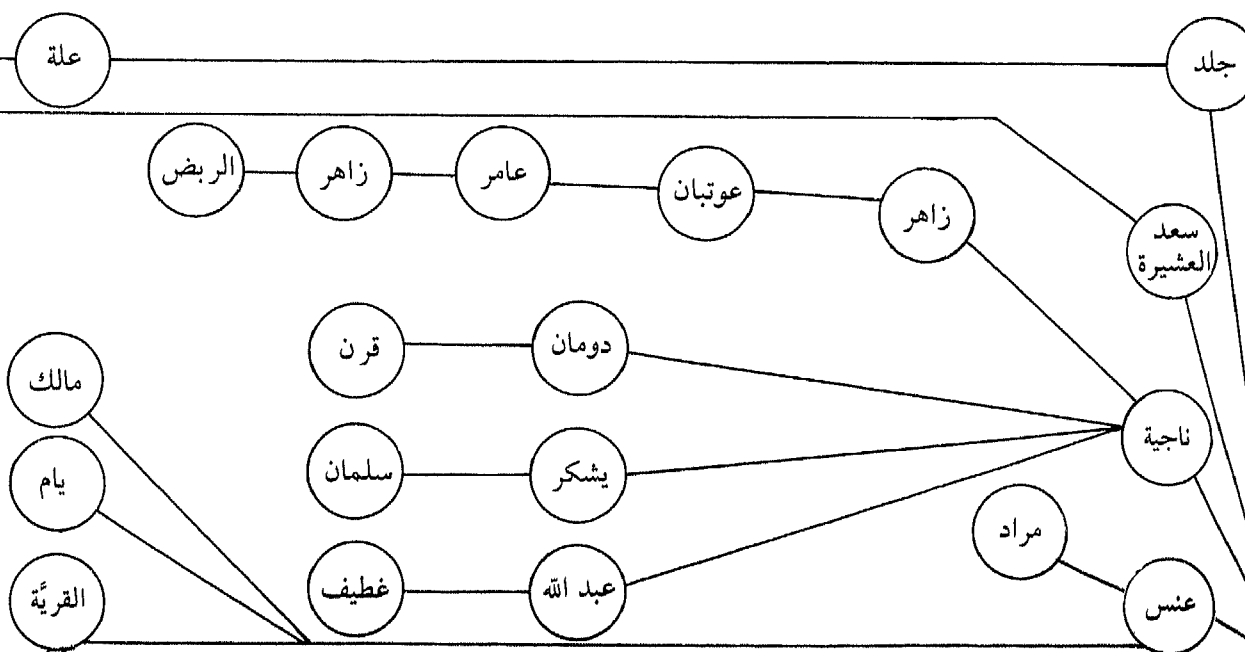 جلد
علة
سعد
العشيرة
زاهر
عوتبان
عامر
زاهر
الربض
ناجية
دومان
قرن
يشكر
سلمان
عبد الله
غطيف
مراد
عنس
مالك
يام
القريَّة